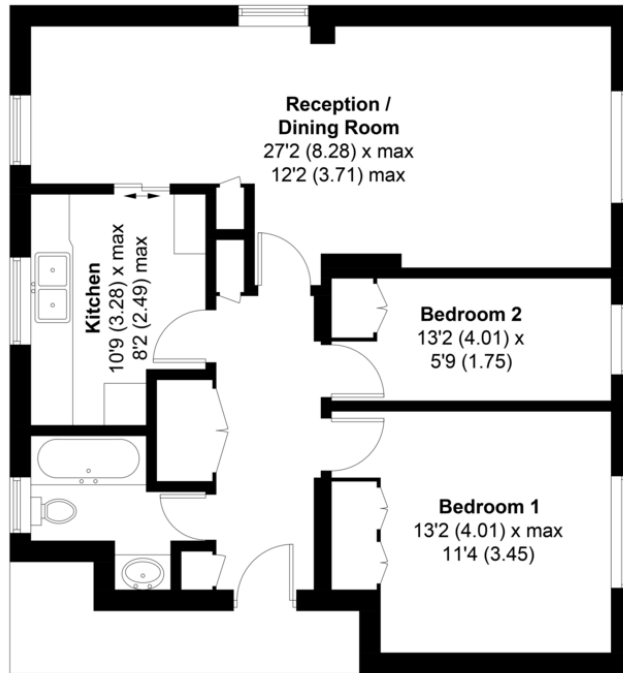 Reception /
Dining Room
27'2 (8.28) x max
12'2 (3.71) max
Kitchen
10'9 (3.28) x max
8'2 (2.49) max
Bedroom 2
13'2 (4.01) x
5'9 (1.75)
Bedroom 1
13'2 (4.01) x max
11'4 (3.45)